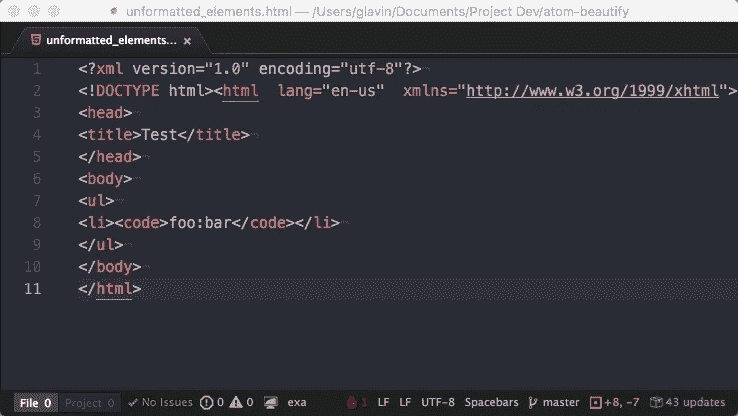 unformatted_elements.html — /Users/glavin/Documents/Project Dev/atom-beautify
unformatted_elements... ×
1 <?xml version="1.0" encoding="utf-8"?>¬
2 <!DOCTYPE html><html  lang="en-us"  xmlns="http://www.w3.org/1999/xhtml">
3 <head>¬
4 <title>Test</title>¬
5 </head>¬
6 <body>¬
7 <ul>¬
8 <li><code>foo:bar</code></li>¬
9 </ul>¬
10 </body>¬
11 </html>
File 0 Project 0 ✓ No Issues 0 0 exa 1 LF LF UTF-8 Spacebars master +8, -7 43 updates